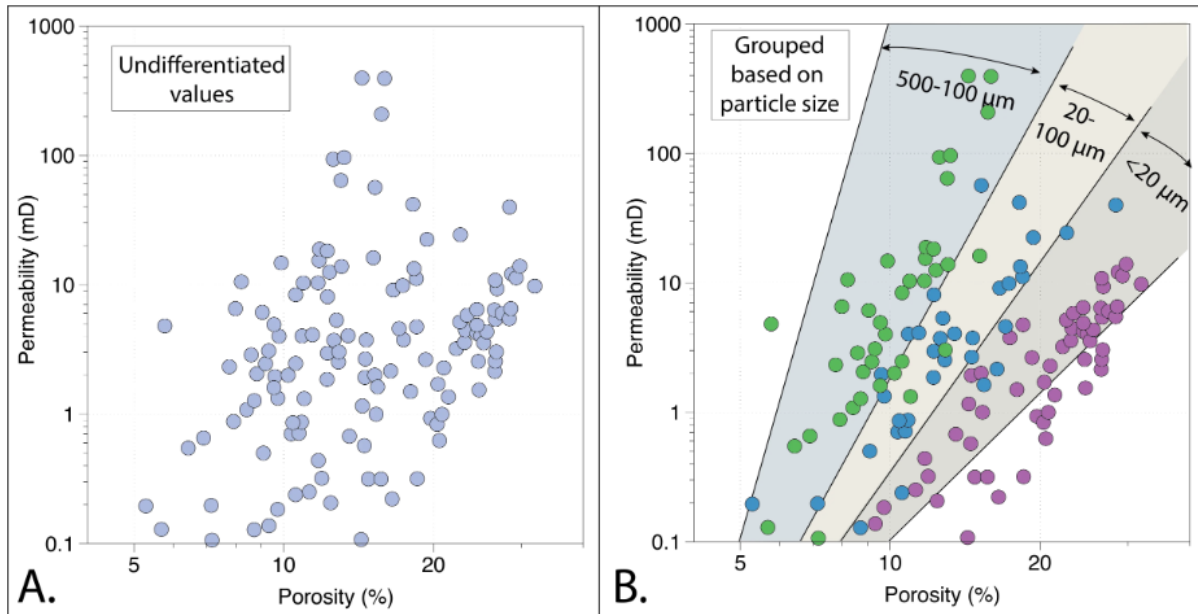 1000
100
10
1
0.1
Permeability (mD)
Undifferentiated
values
5
10
20
Porosity (%)
A.
1000
100
10
1
0.1
Permeability (mD)
Grouped
based on
particle size
500-100 µm
20-
100 µm
<20 µm
5
10
20
Porosity (%)
B.